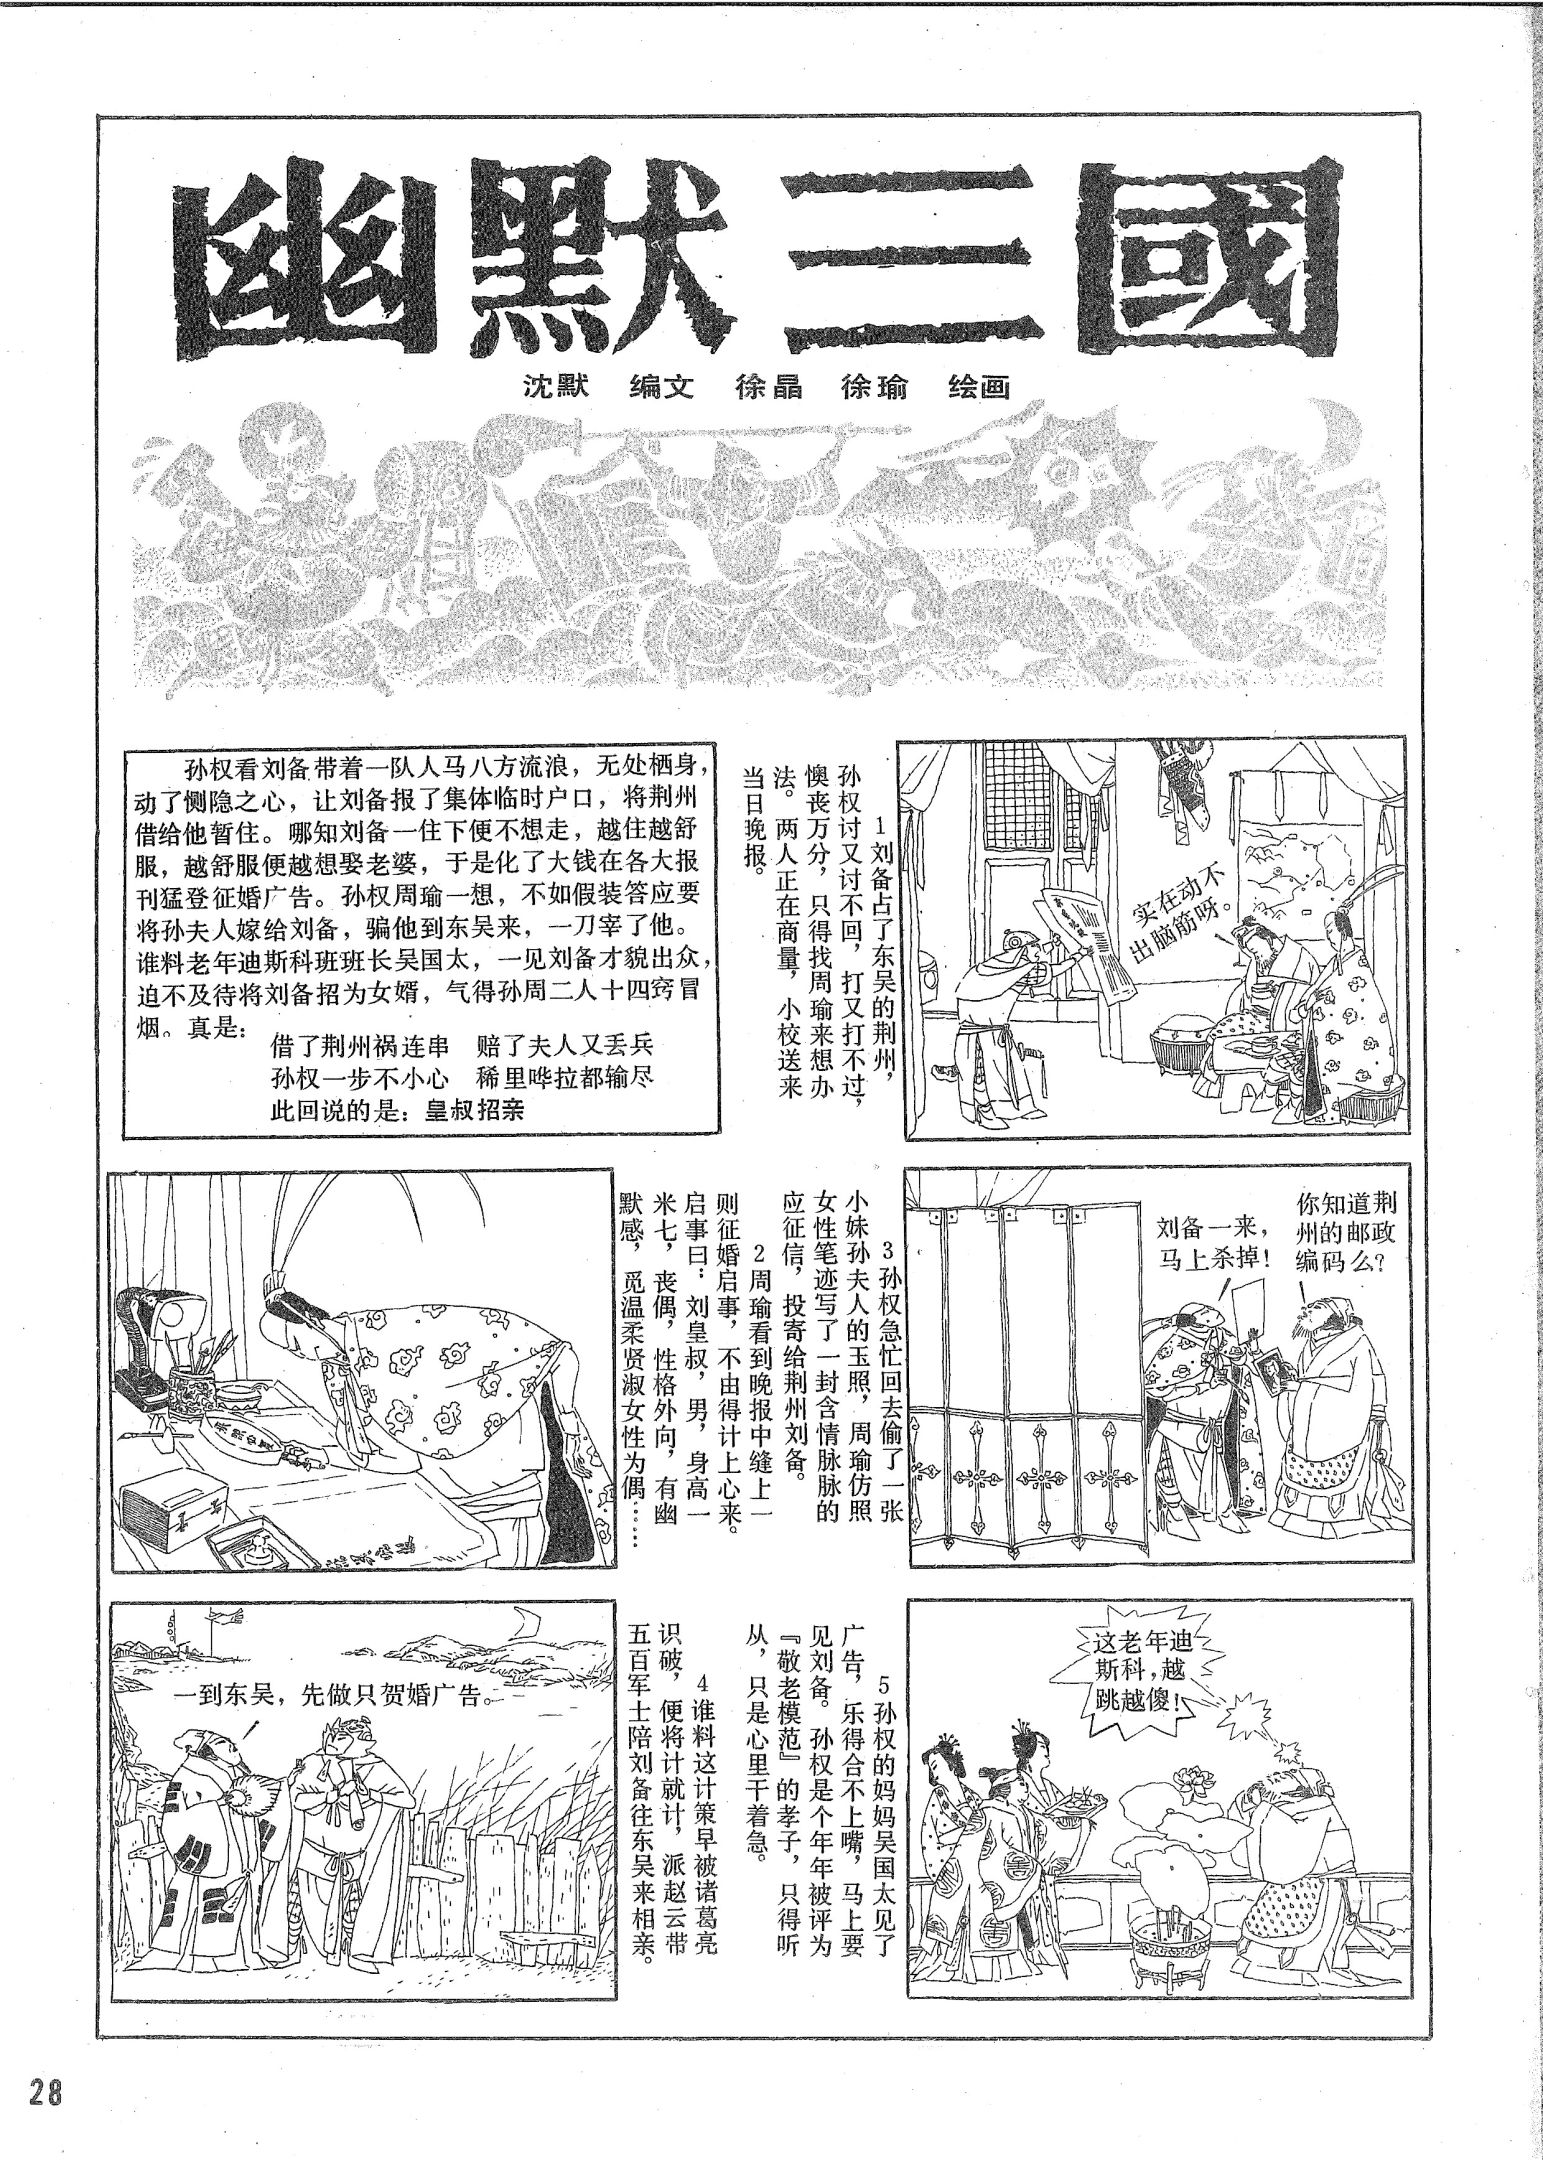 幽默三國
沈默 编文 徐晶 徐瑜 绘画
孙权看刘备带着一队人马八方流浪，无处栖身，
动了恻隐之心，让刘备报了集体临时户口，将荆州
借给他暂住。哪知刘备一住下便不想走，越住越舒
服，越舒服便越想娶老婆，于是化了大钱在各大报
刊猛登征婚广告。孙权周瑜一想，不如假装答应要
将孙夫人嫁给刘备，骗他到东吴来，一刀宰了他。
谁料老年迪斯科班班长吴国太，一见刘备才貌出众，
迫不及待将刘备招为女婿，气得孙周二人十四窍冒
烟。真是：
借了荆州祸连串 赔了夫人又丢兵
孙权一步不小心 稀里哗拉都输尽
此回说的是：皇叔招亲
1刘备占了东吴的荆州，
孙权讨又讨不回，打又打不过，
懊丧万分，只得找周瑜来想办
法。两人正在商量，小校送来
当日晚报。
实在动不
出脑筋呀。
2周瑜看到晚报中缝上一
则征婚启事，不由得计上心来。
启事曰：刘皇叔，男，身高一
米七，丧偶，性格外向，有幽
默感，觅温柔贤淑女性为偶……
3孙权急忙回去偷了一张
小妹孙夫人的玉照，周瑜仿照
女性笔迹写了一封含情脉脉的
应征信，投寄给荆州刘备。
刘备一来，
马上杀掉！
你知道荆
州的邮政
编码么？
4谁料这计策早被诸葛亮
识破，便将计就计，派赵云带
五百军士陪刘备往东吴来相亲。
一到东吴，先做只贺婚广告。
5孙权的妈妈吴国太见了
广告，乐得合不上嘴，马上要
见刘备。孙权是个年年被评为
『敬老模范』的孝子，只得听
从，只是心里干着急。
这老年迪
斯科，越
跳越傻！
28